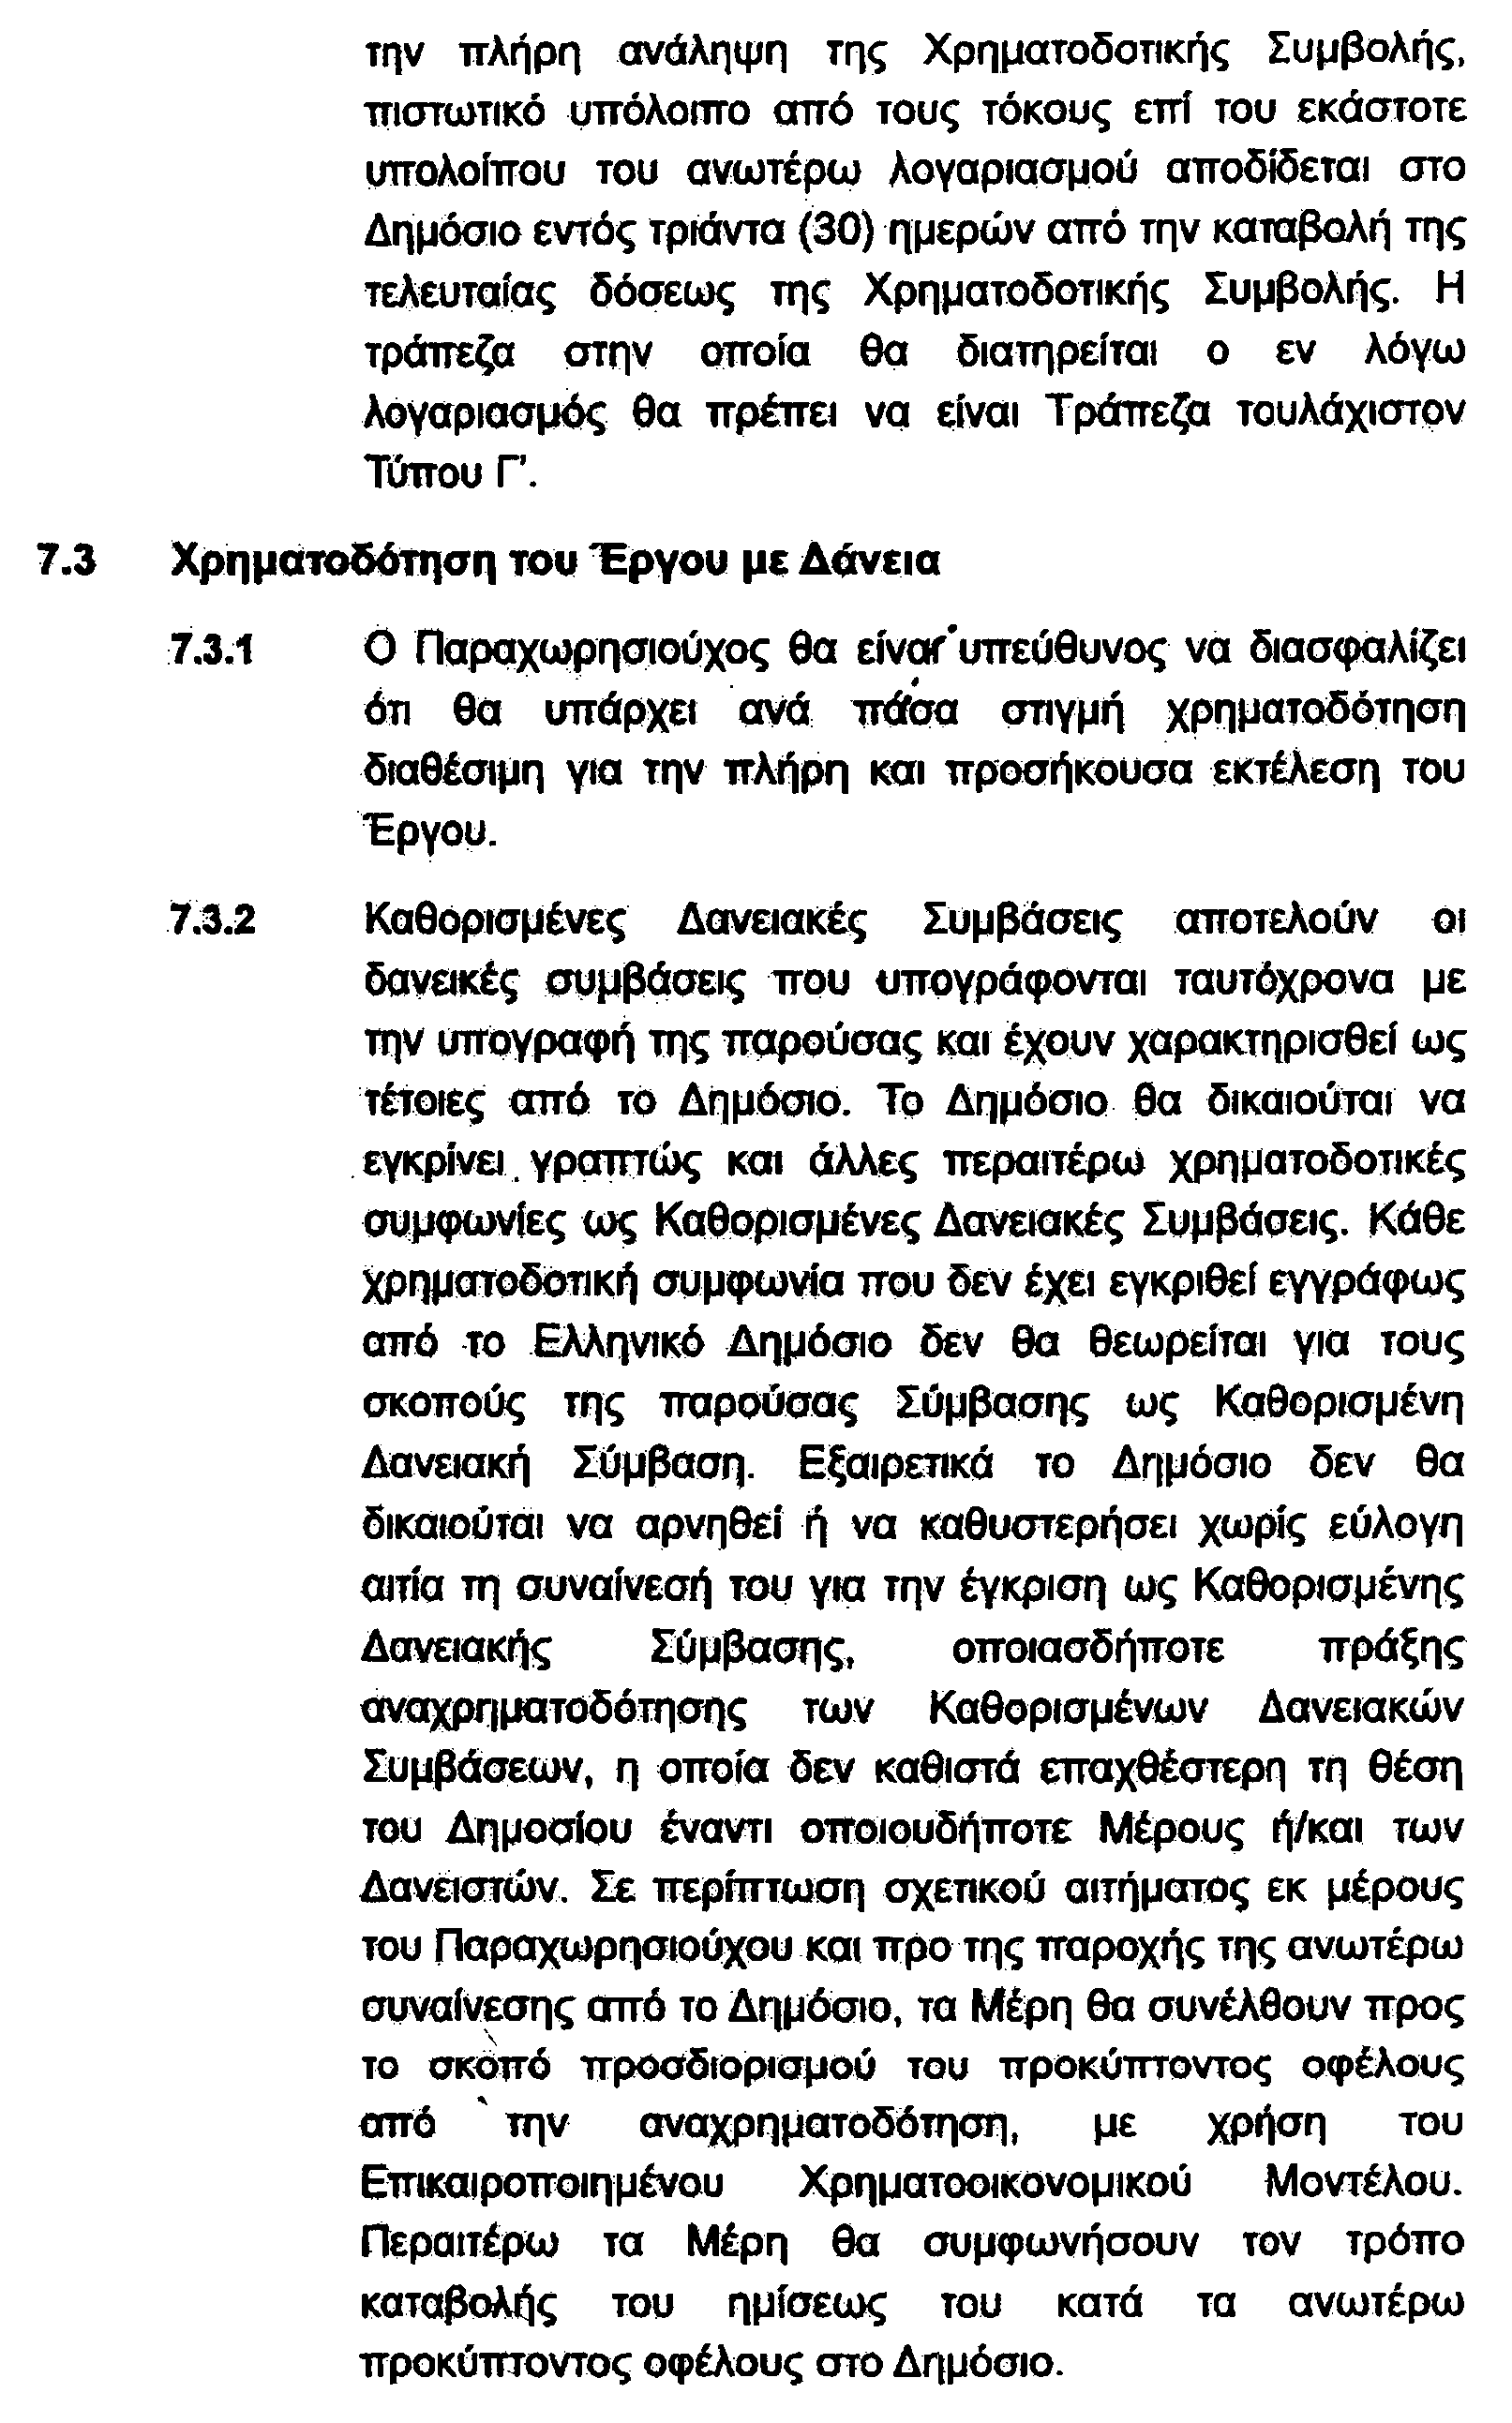 την πλήρη ανάληψη της Χρηματοδοτικής Συμβολής,
πιστωτικό υπόλοιπο από τους τόκους επί του εκάστοτε
υπολοίπου του ανωτέρω λογαριασμού αποδίδεται στο
Δημόσιο εντός τριάντα (30) ημερών από την καταβολή της
τελευταίας δόσεως της Χρηματοδοτικής Συμβολής. Η
τράπεζα στην οποία θα διατηρείται ο εν λόγω
λογαριασμός θα πρέπει να είναι Τράπεζα τουλάχιστον
Τύπου Γ'.
7.3 Χρηματοδότηση του Έργου με Δάνεια
7.3.1 Ο Παραχωρησιούχος θα είναι υπεύθυνος να διασφαλίζει
ότι θα υπάρχει ανά πάσα στιγμή χρηματοδότηση
διαθέσιμη για την πλήρη και προσήκουσα εκτέλεση του
Έργου.
7.3.2 Καθορισμένες Δανειακές Συμβάσεις αποτελούν οι
δανεικές συμβάσεις που υπογράφονται ταυτόχρονα με
την υπογραφή της παρούσας και έχουν χαρακτηρισθεί ως
τέτοιες από το Δημόσιο. Το Δημόσιο θα δικαιούται να
εγκρίνει γραπτώς και άλλες περαιτέρω χρηματοδοτικές
συμφωνίες ως Καθορισμένες Δανειακές Συμβάσεις. Κάθε
χρηματοδοτική συμφωνία που δεν έχει εγκριθεί εγγράφως
από το Ελληνικό Δημόσιο δεν θα θεωρείται για τους
σκοπούς της παρούσας Σύμβασης ως Καθορισμένη
Δανειακή Σύμβαση. Εξαιρετικά το Δημόσιο δεν θα
δικαιούται να αρνηθεί ή να καθυστερήσει χωρίς εύλογη
αιτία τη συναίνεσή του για την έγκριση ως Καθορισμένης
Δανειακής Σύμβασης, οποιασδήποτε πράξης
αναχρηματοδότησης των Καθορισμένων Δανειακών
Συμβάσεων, η οποία δεν καθιστά επαχθέστερη τη θέση
του Δημοσίου έναντι οποιουδήποτε Μέρους ή/και των
Δανειστών. Σε περίπτωση σχετικού αιτήματος εκ μέρους
του Παραχωρησιούχου και προ της παροχής της ανωτέρω
συναίνεσης από το Δημόσιο, τα Μέρη θα συνέλθουν προς
το σκοπό προσδιορισμού του προκύπτοντος οφέλους
από την αναχρηματοδότηση, με χρήση του
Επικαιροποιημένου Χρηματοοικονομικού Μοντέλου.
Περαιτέρω τα Μέρη θα συμφωνήσουν τον τρόπο
καταβολής του ημίσεως του κατά τα ανωτέρω
προκύπτοντος οφέλους στο Δημόσιο.